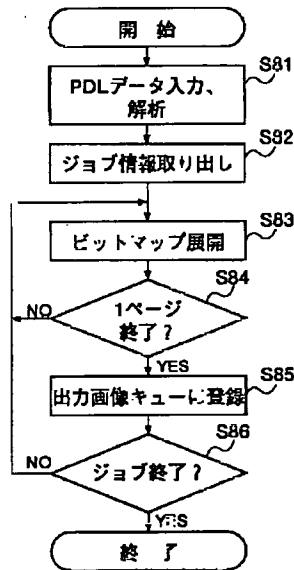 開 始
S81
PDLデータ入力、
解析
S82
ジョブ情報取り出し
S83
ビットマップ展開
S84
1ページ
終了?
NO
YES
S85
出力画像キューに登録
S86
ジョブ終了?
NO
YES
終 了